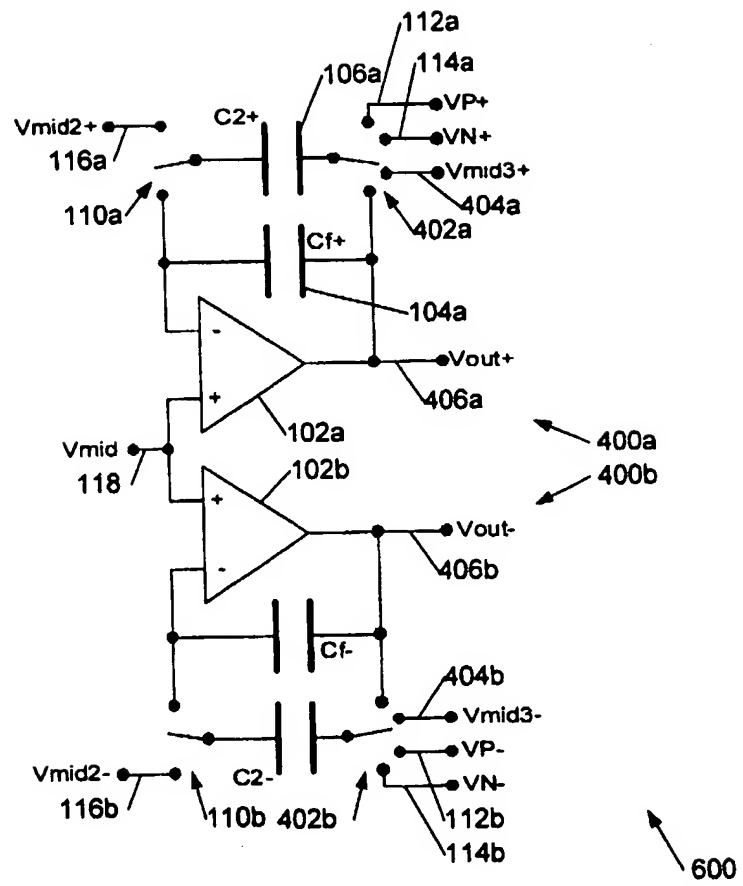 112a
114a
106a
C2+
VP+
Vmid2+
VN+
116a
Vmid3+
404a
110a
402a
Cf+
104a
-
Vout+
+
406a
102a
400a
Vmid
102b
400b
118
+
Vout-
-
406b
Cf-
404b
Vmid3-
VP-
Vmid2-
C2-
VN-
116b
110b
402b
112b
114b
600